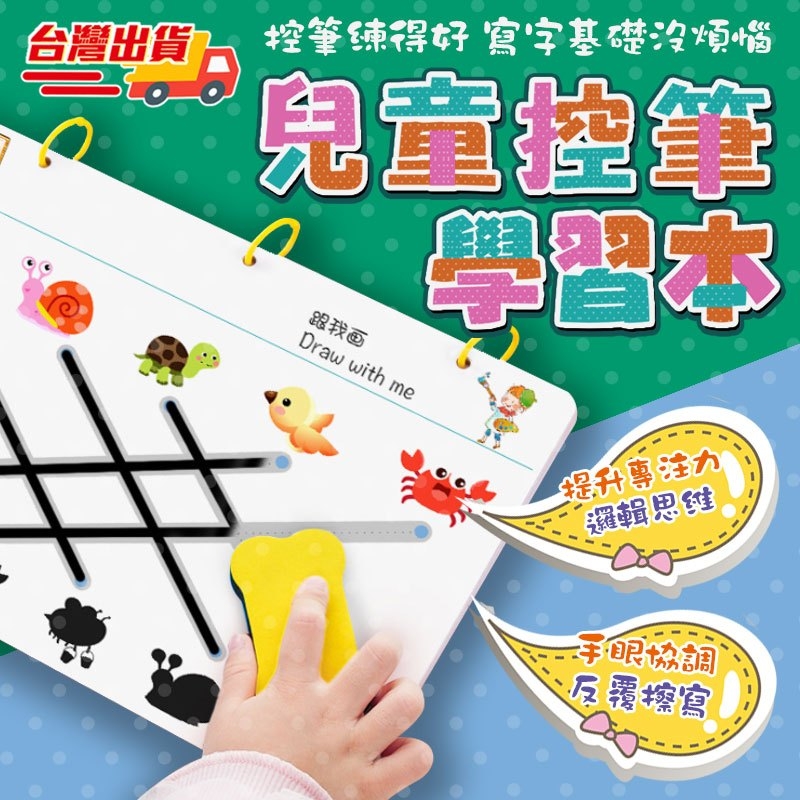 台灣出貨
控筆練得好 寫字基礎沒煩惱
兒童控筆
學習本
跟我画
Draw with me
提升專注力
邏輯思維
手眼協調
反覆擦寫